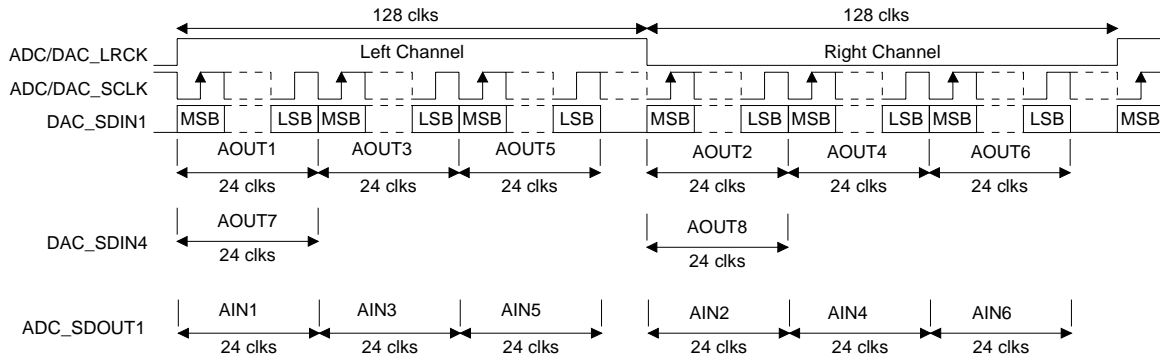 128 clks 128 clks
ADC/DAC_LRCK Left Channel Right Channel
ADC/DAC_SCLK
DAC_SDIN1 MSB LSB MSB LSB MSB LSB MSB LSB MSB LSB MSB LSB MSB
AOUT1 AOUT3 AOUT5 AOUT2 AOUT4 AOUT6
24 clks 24 clks 24 clks 24 clks 24 clks 24 clks
DAC_SDIN4 AOUT7 AOUT8
24 clks 24 clks
ADC_SDOUT1 AIN1 AIN3 AIN5 AIN2 AIN4 AIN6
24 clks 24 clks 24 clks 24 clks 24 clks 24 clks